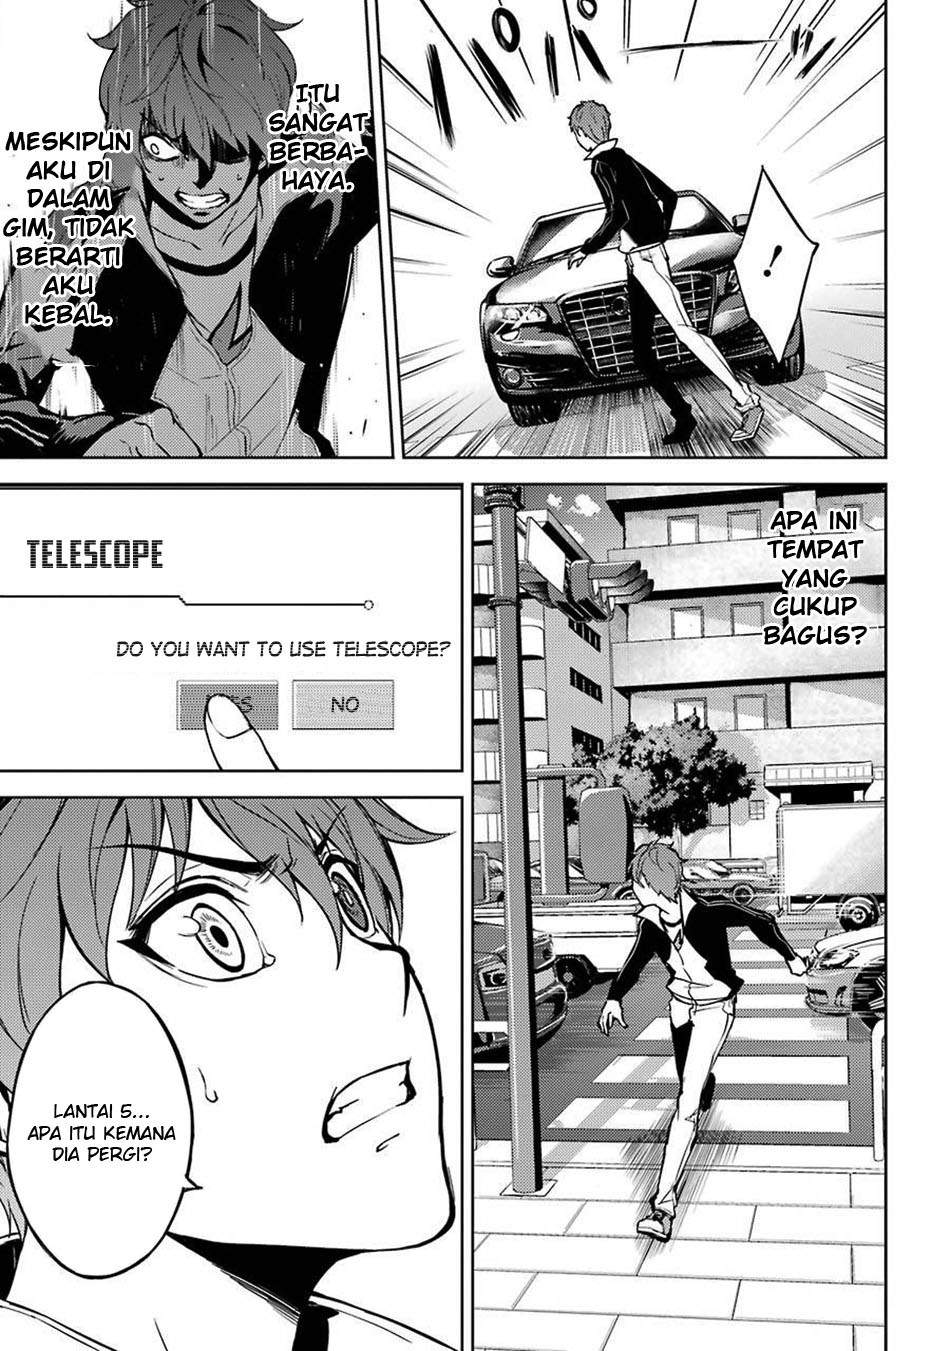 !
ITU
SANGAT
BERBA-
HAYA.
MESKIPUN
AKU DI
DALAM
GIM, TIDAK
BERARTI
AKU
KEBAL.
APA INI
TEMPAT
YANG
CUKUP
BAGUS?
TELESCOPE
DO YOU WANT TO USE TELESCOPE?
NO
LANTAI 5...
APA ITU KEMANA
DIA PERGI?